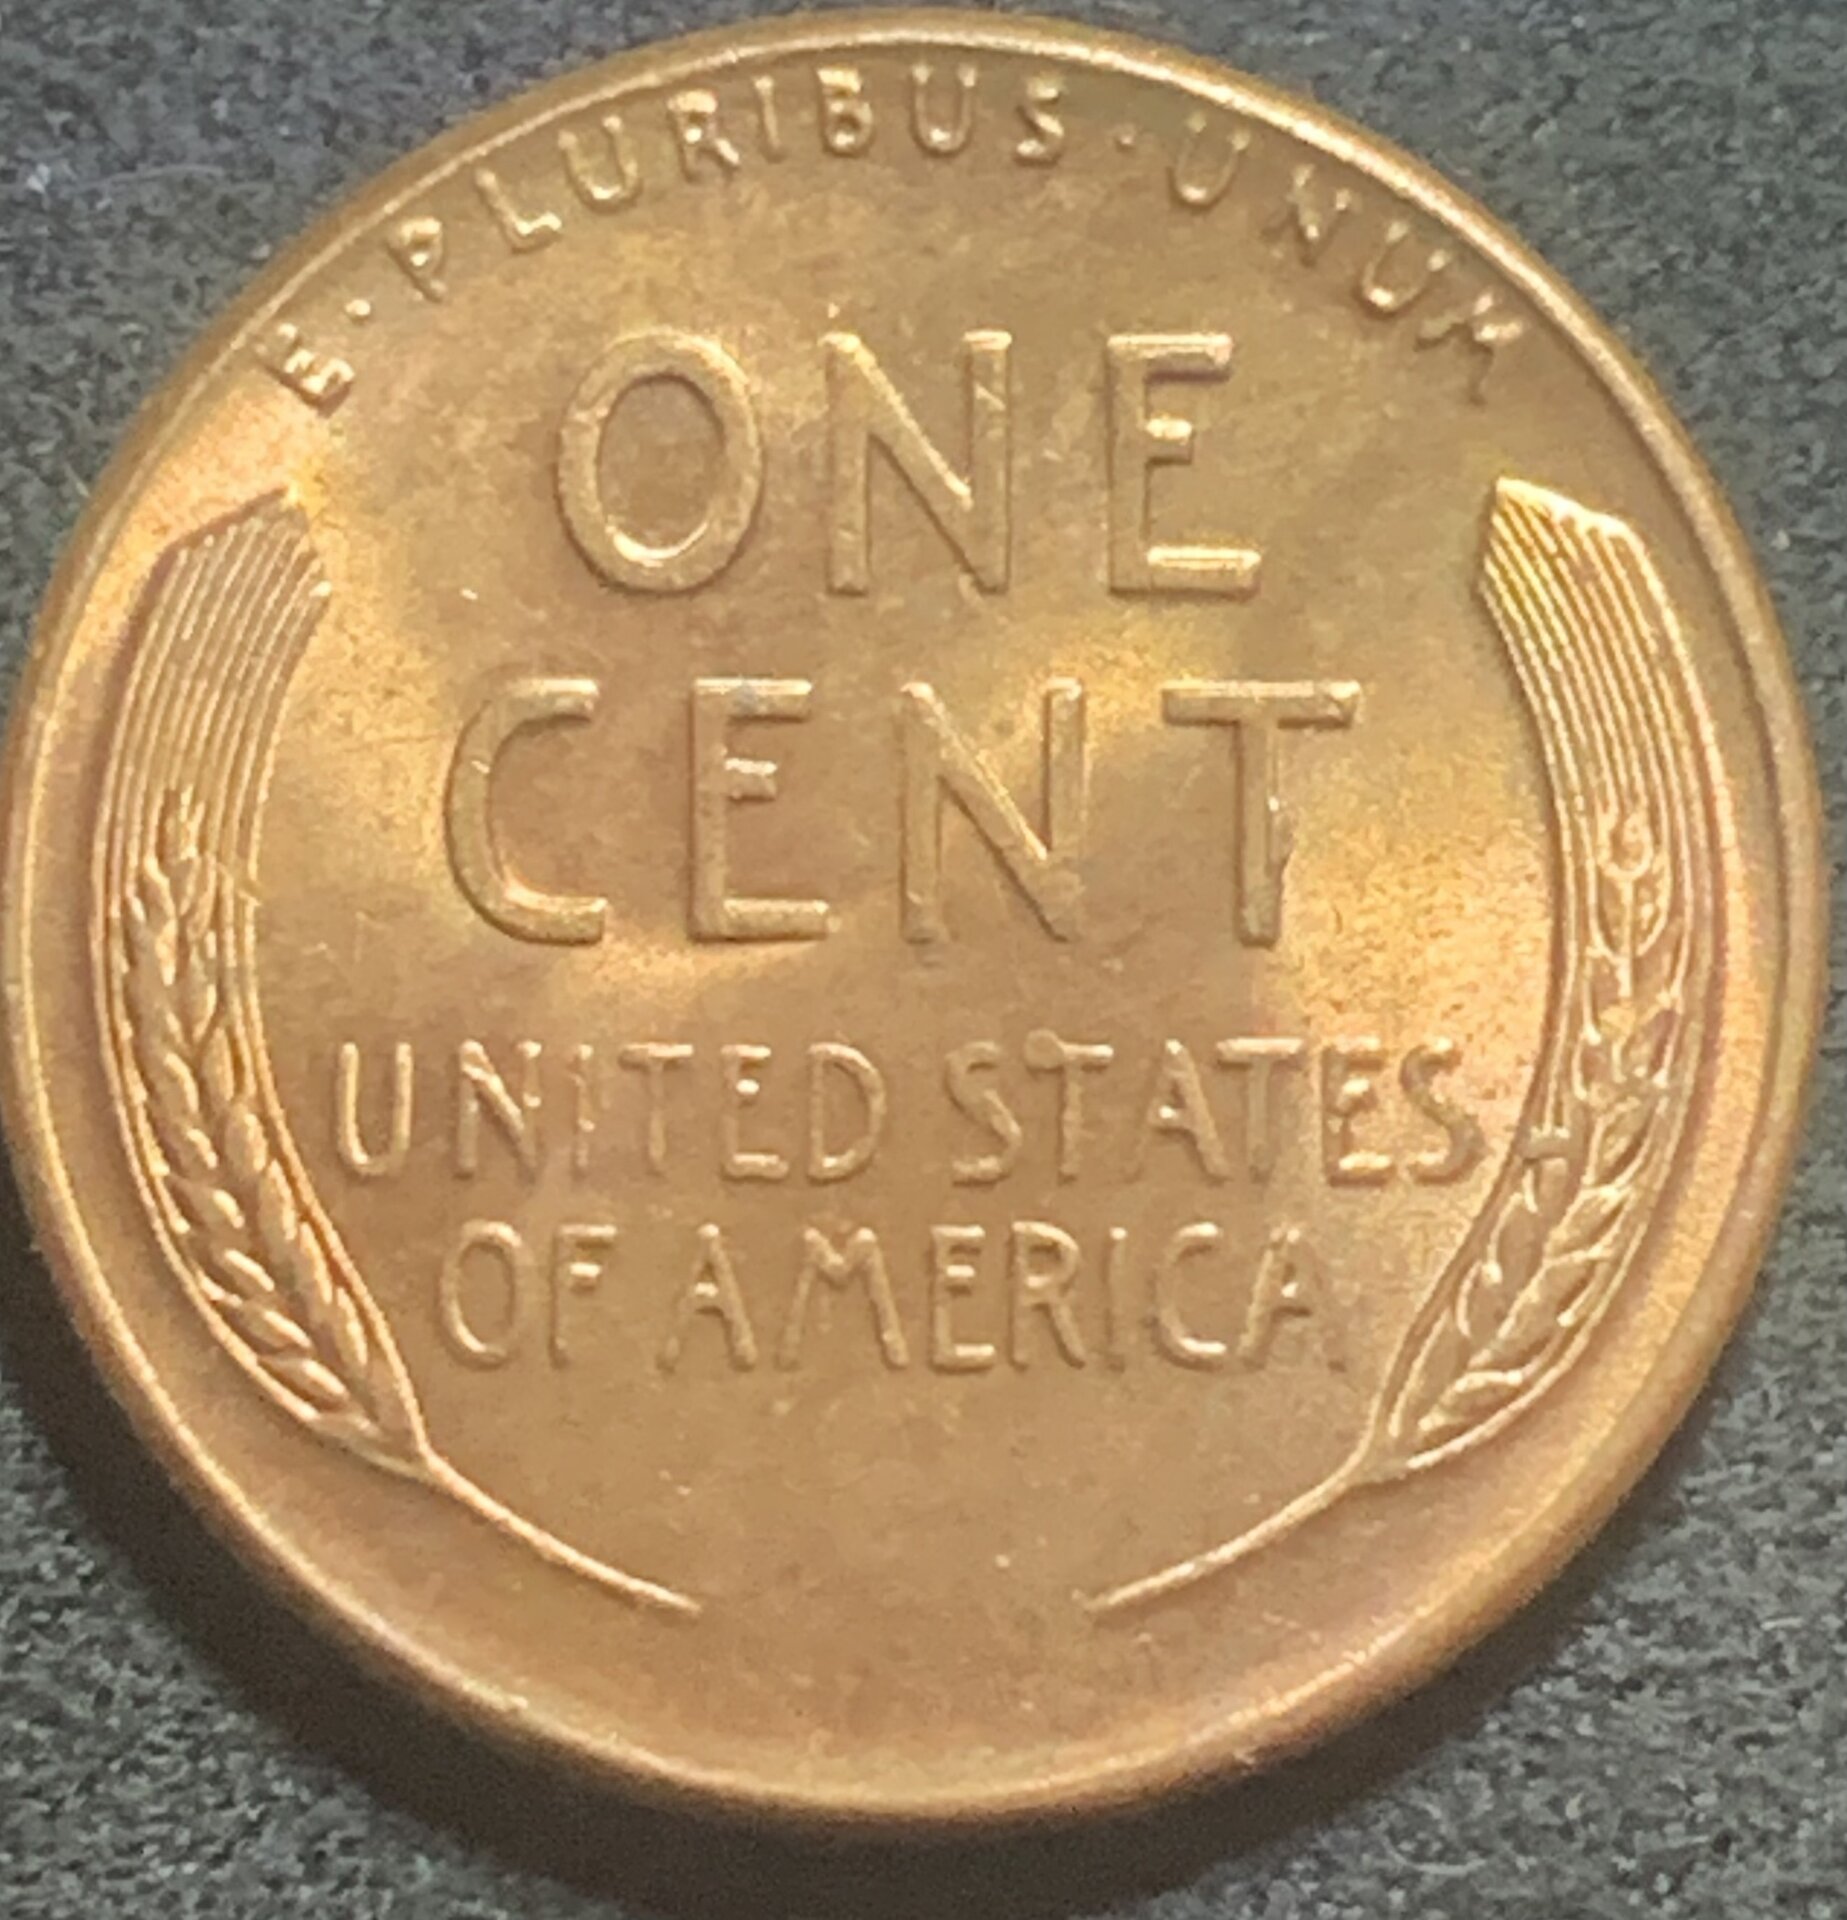 E·PLURIBUS·UNUM
ONE
CENT
UNITED STATES
OF AMERICA